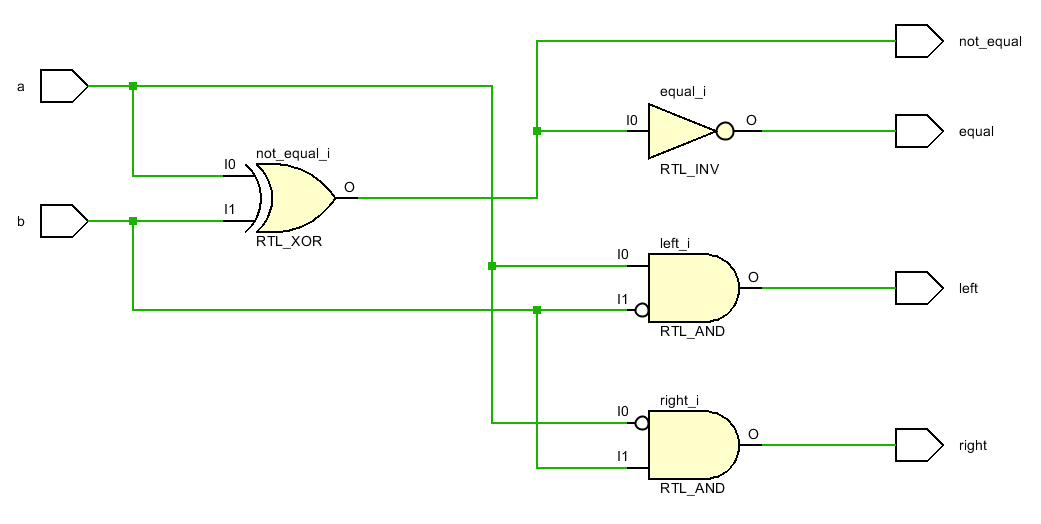 not_equal
a
equal_i
I0
O
equal
not_equal_i
I0
O
RTL_INV
b
I1
RTL_XOR
left_i
I0
O
left
I1
RTL_AND
right_i
I0
O
right
I1
RTL_AND